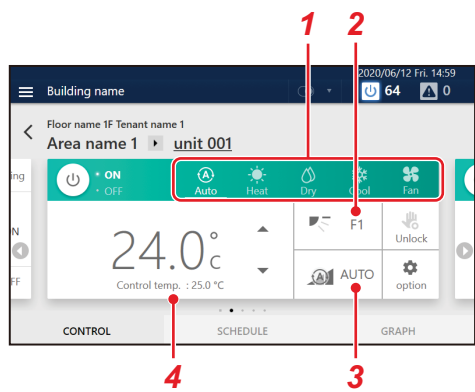 1 2
2020/06/12 Fri. 14:59
Building name 64 0
Floor name 1F Tenant name 1
Area name 1 unit 001
ing ON OFF Auto Heat Dry Cool Fan
24.0°c F1 Unlock
N
Control temp. : 25.0 °C AUTO option
FF
CONTROL SCHEDULE GRAPH
4 3